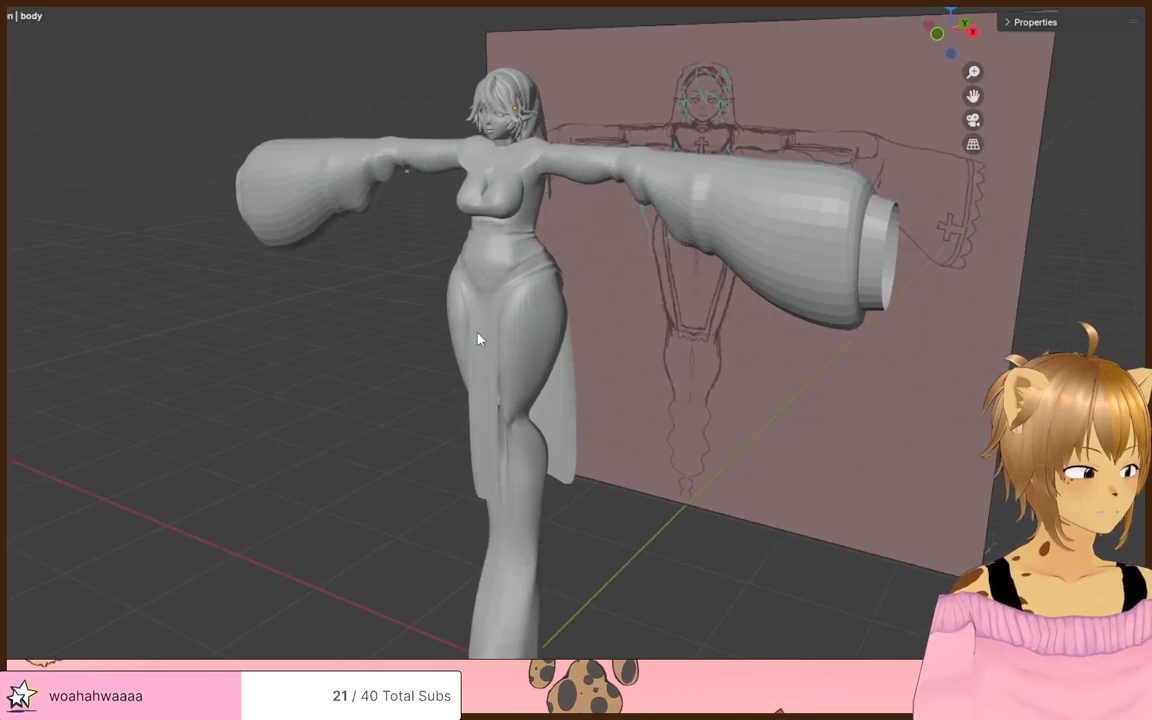 n | body
Properties
Y
X
woahahwaaaa
21 / 40 Total Subs